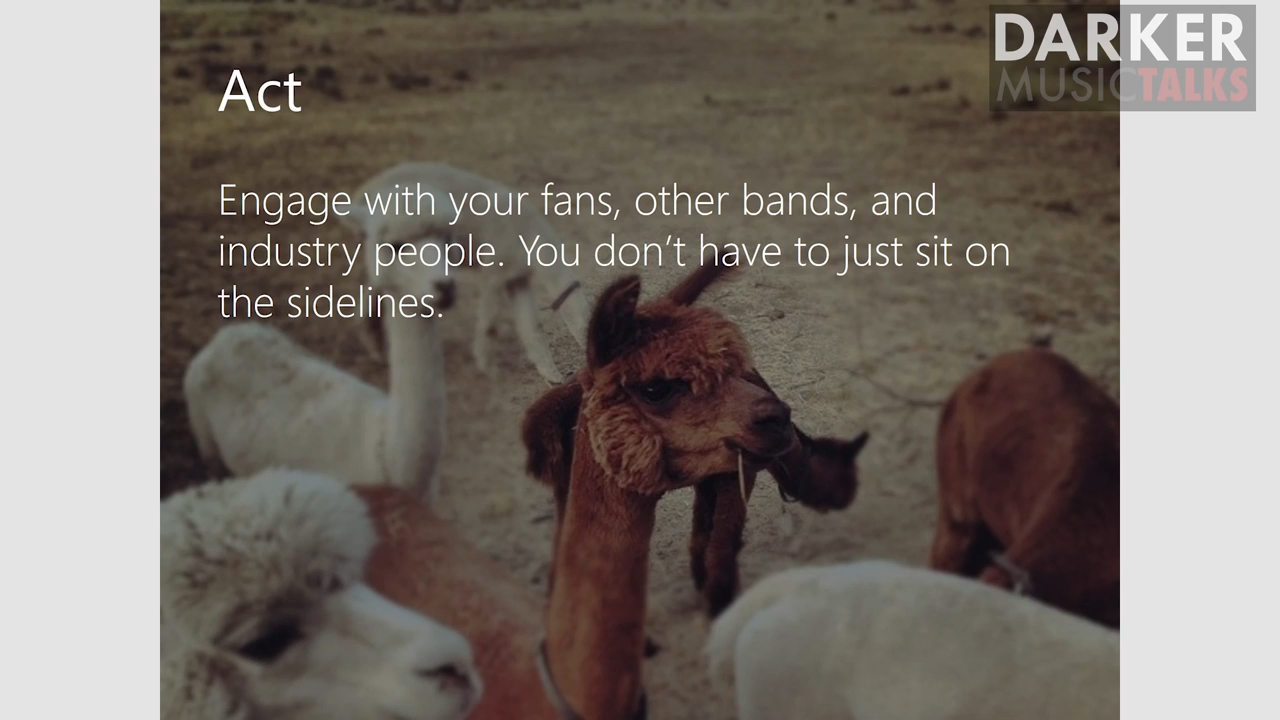 DARKER
MUSICTALKS
Act
Engage with your fans, other bands, and
industry people. You don’t have to just sit on
the sidelines.